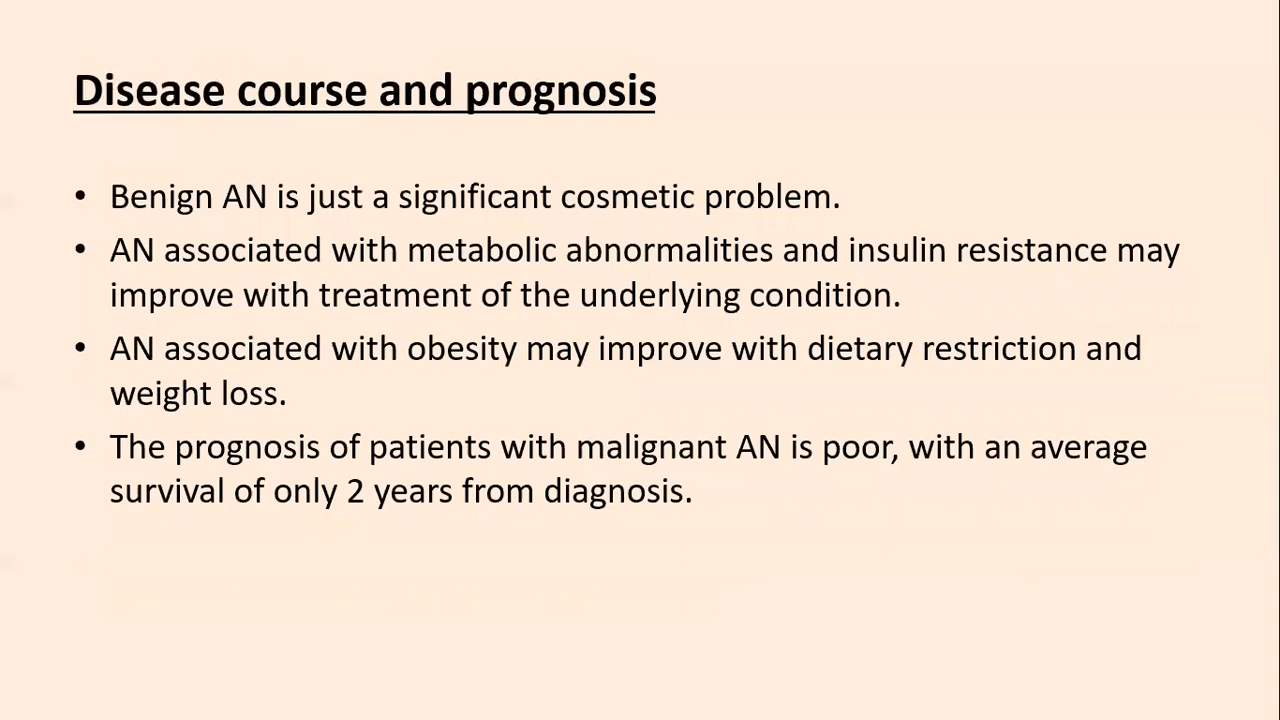 Disease course and prognosis
• Benign AN is just a significant cosmetic problem.
• AN associated with metabolic abnormalities and insulin resistance may
improve with treatment of the underlying condition.
• AN associated with obesity may improve with dietary restriction and
weight loss.
• The prognosis of patients with malignant AN is poor, with an average
survival of only 2 years from diagnosis.